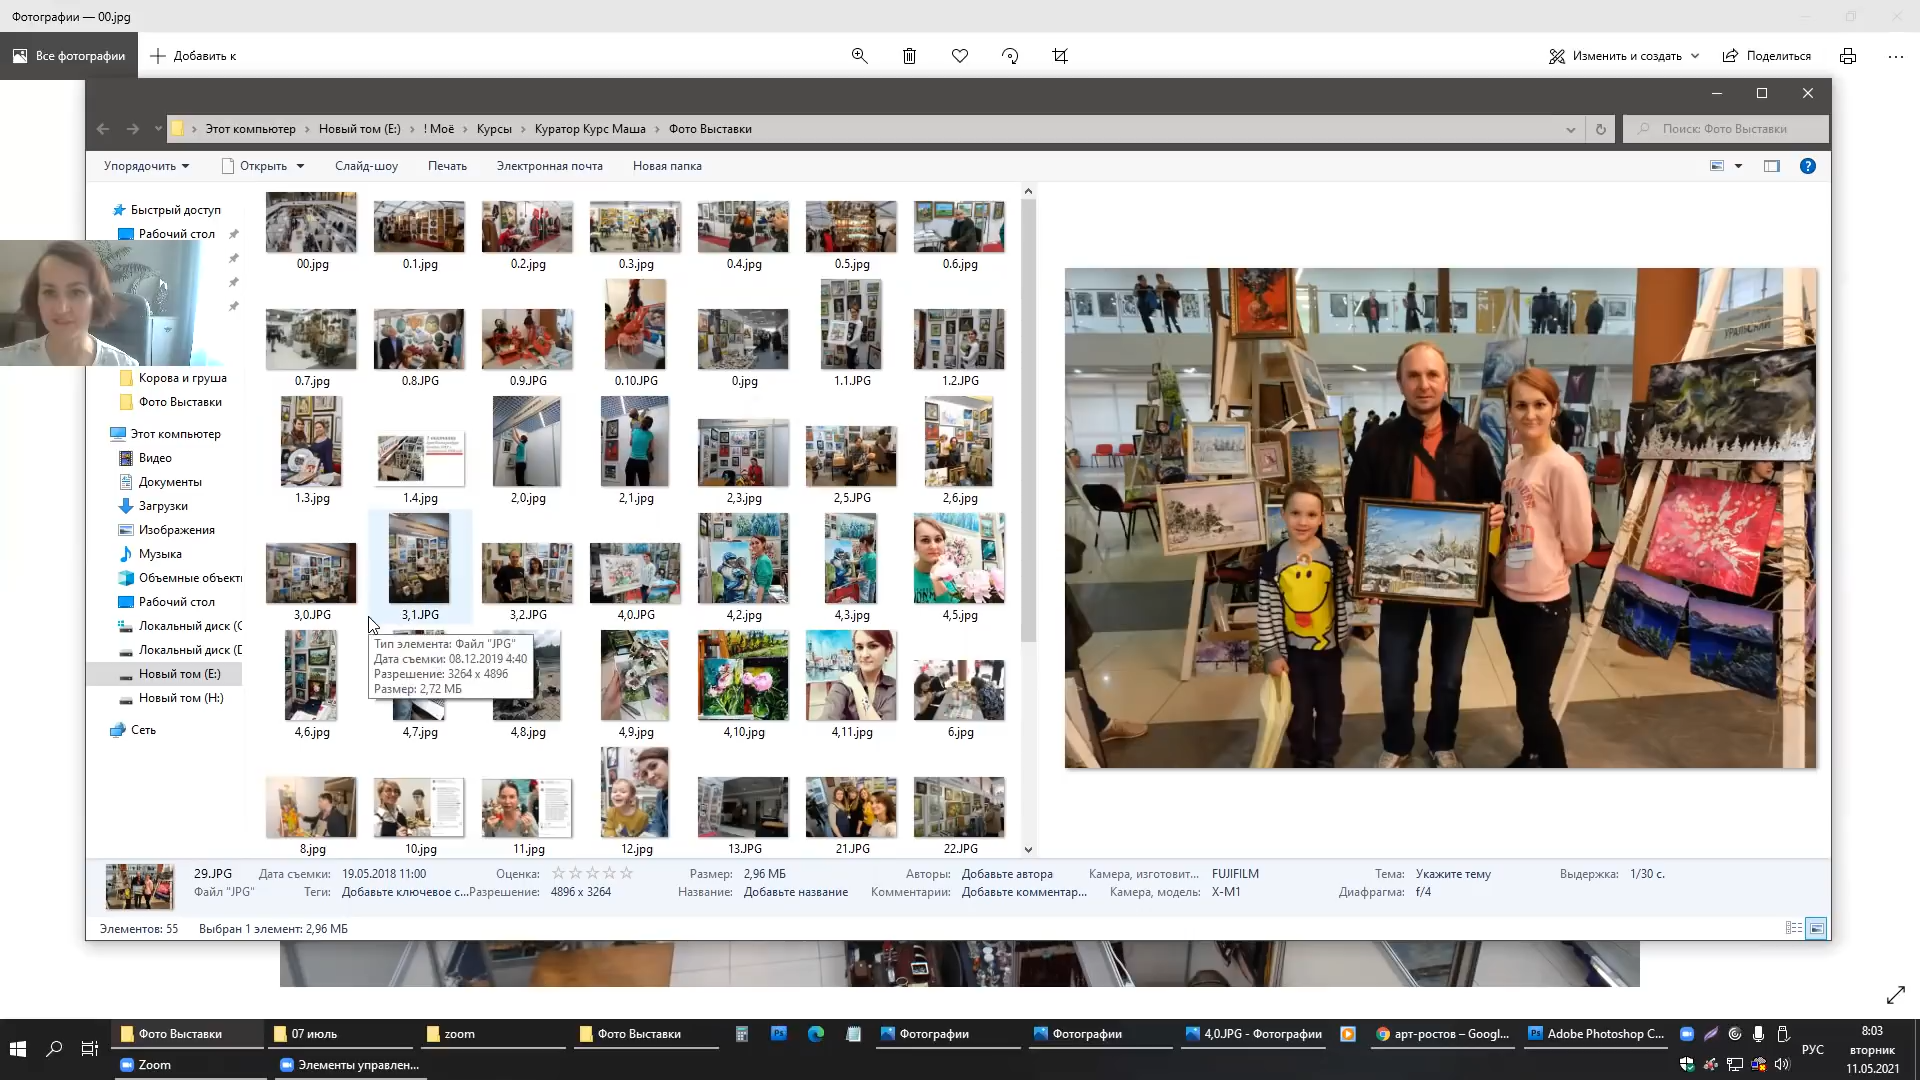 Фотографии — 00.jpg
Все фотографии
Добавить к
Изменить и создать
Поделиться
Этот компьютер › Новый том (E:) › ! Моё › Курсы › Куратор Курс Маша › Фото Выставки
Поиск: Фото Выставки
Упорядочить
Открыть
Слайд-шоу
Печать
Электронная почта
Новая папка
Быстрый доступ
Рабочий стол
Корова и груша
Фото Выставки
Этот компьютер
Видео
Документы
Загрузки
Изображения
Музыка
Объемные объект
Рабочий стол
Локальный диск (C
Локальный диск (D
Новый том (E:)
Новый том (H:)
Сеть
00.jpg 0.1.jpg 0.2.jpg 0.3.jpg 0.4.jpg 0.5.jpg 0.6.jpg
0.7.jpg 0.8.JPG 0.9.JPG 0.10.JPG 0.jpg 1.1.JPG 1.2.JPG
1.3.jpg 1.4.jpg 2,0.jpg 2,1.jpg 2,3.jpg 2,5.JPG 2,6.jpg
3,0.JPG 3,1.JPG 3,2.JPG 4,0.JPG 4,2.jpg 4,3.jpg 4,5.jpg
Тип элемента: Файл "JPG"
Дата съемки: 08.12.2019 4:40
Разрешение: 3264 x 4896
Размер: 2,72 МБ
4,6.jpg 4,7.jpg 4,8.jpg 4,9.jpg 4,10.jpg 4,11.jpg 6.jpg
8.jpg 10.jpg 11.jpg 12.jpg 13.JPG 21.JPG 22.JPG
УРАЛЬСКИЙ
29.JPG Дата съемки: 19.05.2018 11:00 Оценка: Размер: 2,96 МБ Авторы: Добавьте автора Камера, изготовит... FUJIFILM Тема: Укажите тему Выдержка: 1/30 с.
Файл "JPG" Теги: Добавьте ключевое с... Разрешение: 4896 x 3264 Название: Добавьте название Комментарии: Добавьте комментар... Камера, модель: X-M1 Диафрагма: f/4
Элементов: 55 Выбран 1 элемент: 2,96 МБ
Фото Выставки
07 июль
zoom
Фото Выставки
Фотографии
Фотографии
4,0.JPG - Фотографии
арт-ростов – Googl...
Adobe Photoshop C...
Zoom
Элементы управлен...
РУС
8:03
вторник
11.05.2021